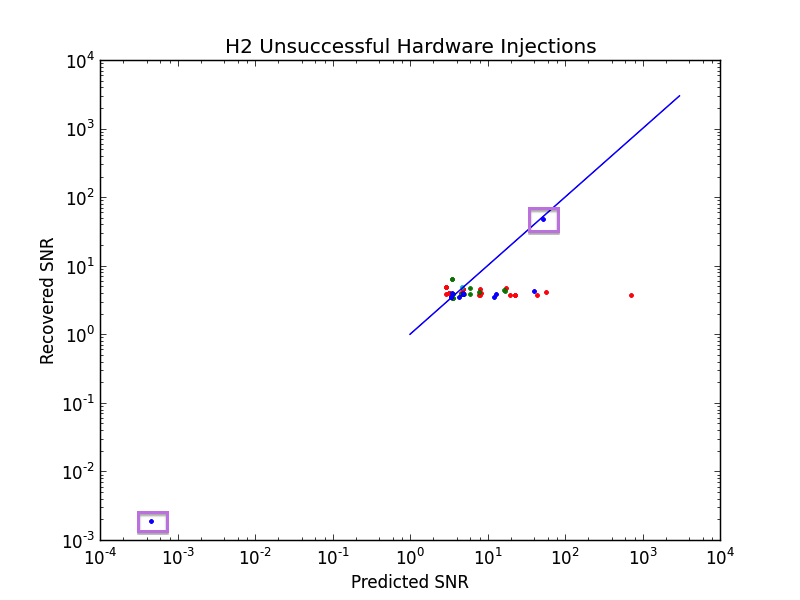 H2 Unsuccessful Hardware Injections
10^4
10^3
10^2
10^1
10^0
10^-1
10^-2
10^-3
Recovered SNR
10^-4 10^-3 10^-2 10^-1 10^0 10^1 10^2 10^3 10^4
Predicted SNR